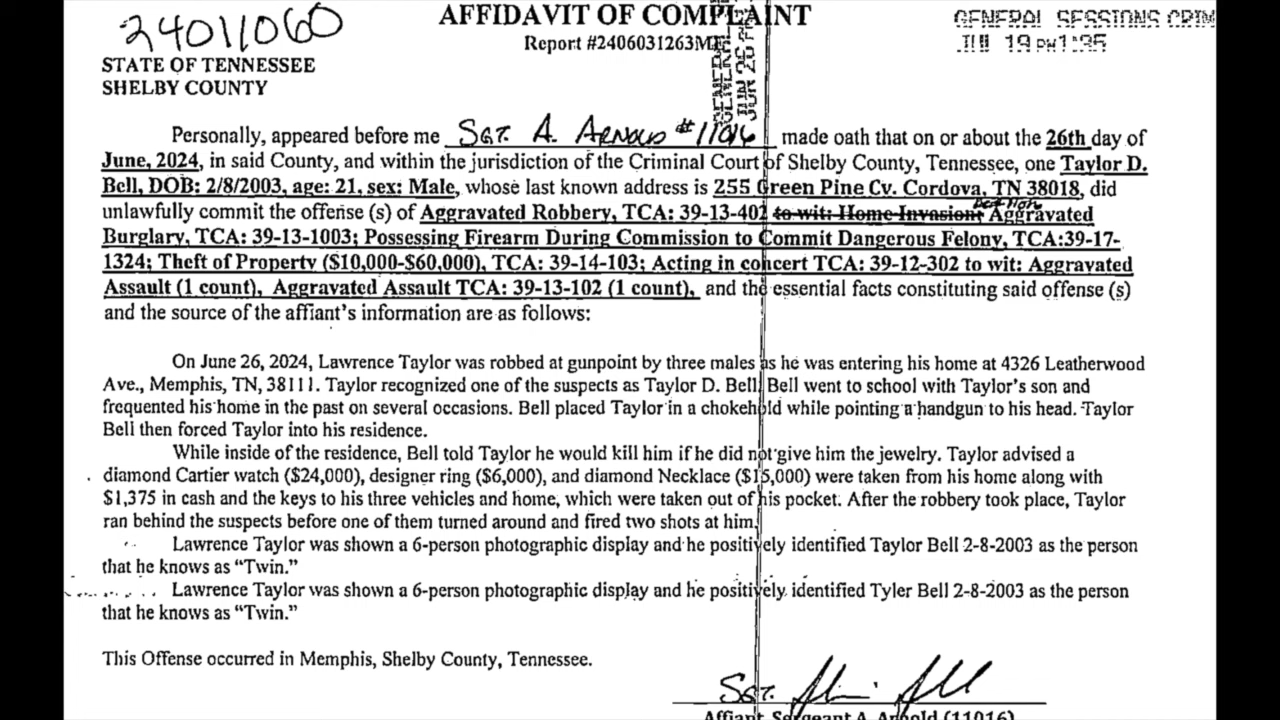 24011060
AFFIDAVIT OF COMPLAINT
GENERAL SESSIONS CRIM
Report #2406031263ME
JUL 19 PM 1:35
STATE OF TENNESSEE
SHELBY COUNTY
Personally, appeared before me SGT. A. ARNOLD #11016 made oath that on or about the 26th day of
June, 2024, in said County, and within the jurisdiction of the Criminal Court of Shelby County, Tennessee, one Taylor D.
Bell, DOB: 2/8/2003, age: 21, sex: Male, whose last known address is 255 Green Pine Cv. Cordova, TN 38018, did
unlawfully commit the offense (s) of Aggravated Robbery, TCA: 39-13-402 to wit: Home Invasion; Aggravated
Burglary, TCA: 39-13-1003; Possessing Firearm During Commission to Commit Dangerous Felony, TCA:39-17-
1324; Theft of Property ($10,000-$60,000), TCA: 39-14-103; Acting in concert TCA: 39-12-302 to wit: Aggravated
Assault (1 count), Aggravated Assault TCA: 39-13-102 (1 count), and the essential facts constituting said offense (s)
and the source of the affiant's information are as follows:
On June 26, 2024, Lawrence Taylor was robbed at gunpoint by three males as he was entering his home at 4326 Leatherwood
Ave., Memphis, TN, 38111. Taylor recognized one of the suspects as Taylor D. Bell. Bell went to school with Taylor's son and
frequented his home in the past on several occasions. Bell placed Taylor in a chokehold while pointing a handgun to his head. Taylor
Bell then forced Taylor into his residence.
While inside of the residence, Bell told Taylor he would kill him if he did not give him the jewelry. Taylor advised a
diamond Cartier watch ($24,000), designer ring ($6,000), and diamond Necklace ($15,000) were taken from his home along with
$1,375 in cash and the keys to his three vehicles and home, which were taken out of his pocket. After the robbery took place, Taylor
ran behind the suspects before one of them turned around and fired two shots at him.
Lawrence Taylor was shown a 6-person photographic display and he positively identified Taylor Bell 2-8-2003 as the person
that he knows as "Twin."
Lawrence Taylor was shown a 6-person photographic display and he positively identified Tyler Bell 2-8-2003 as the person
that he knows as "Twin."
This Offense occurred in Memphis, Shelby County, Tennessee.
SGT.
Affiant, Sergeant A. Arnold (11016)